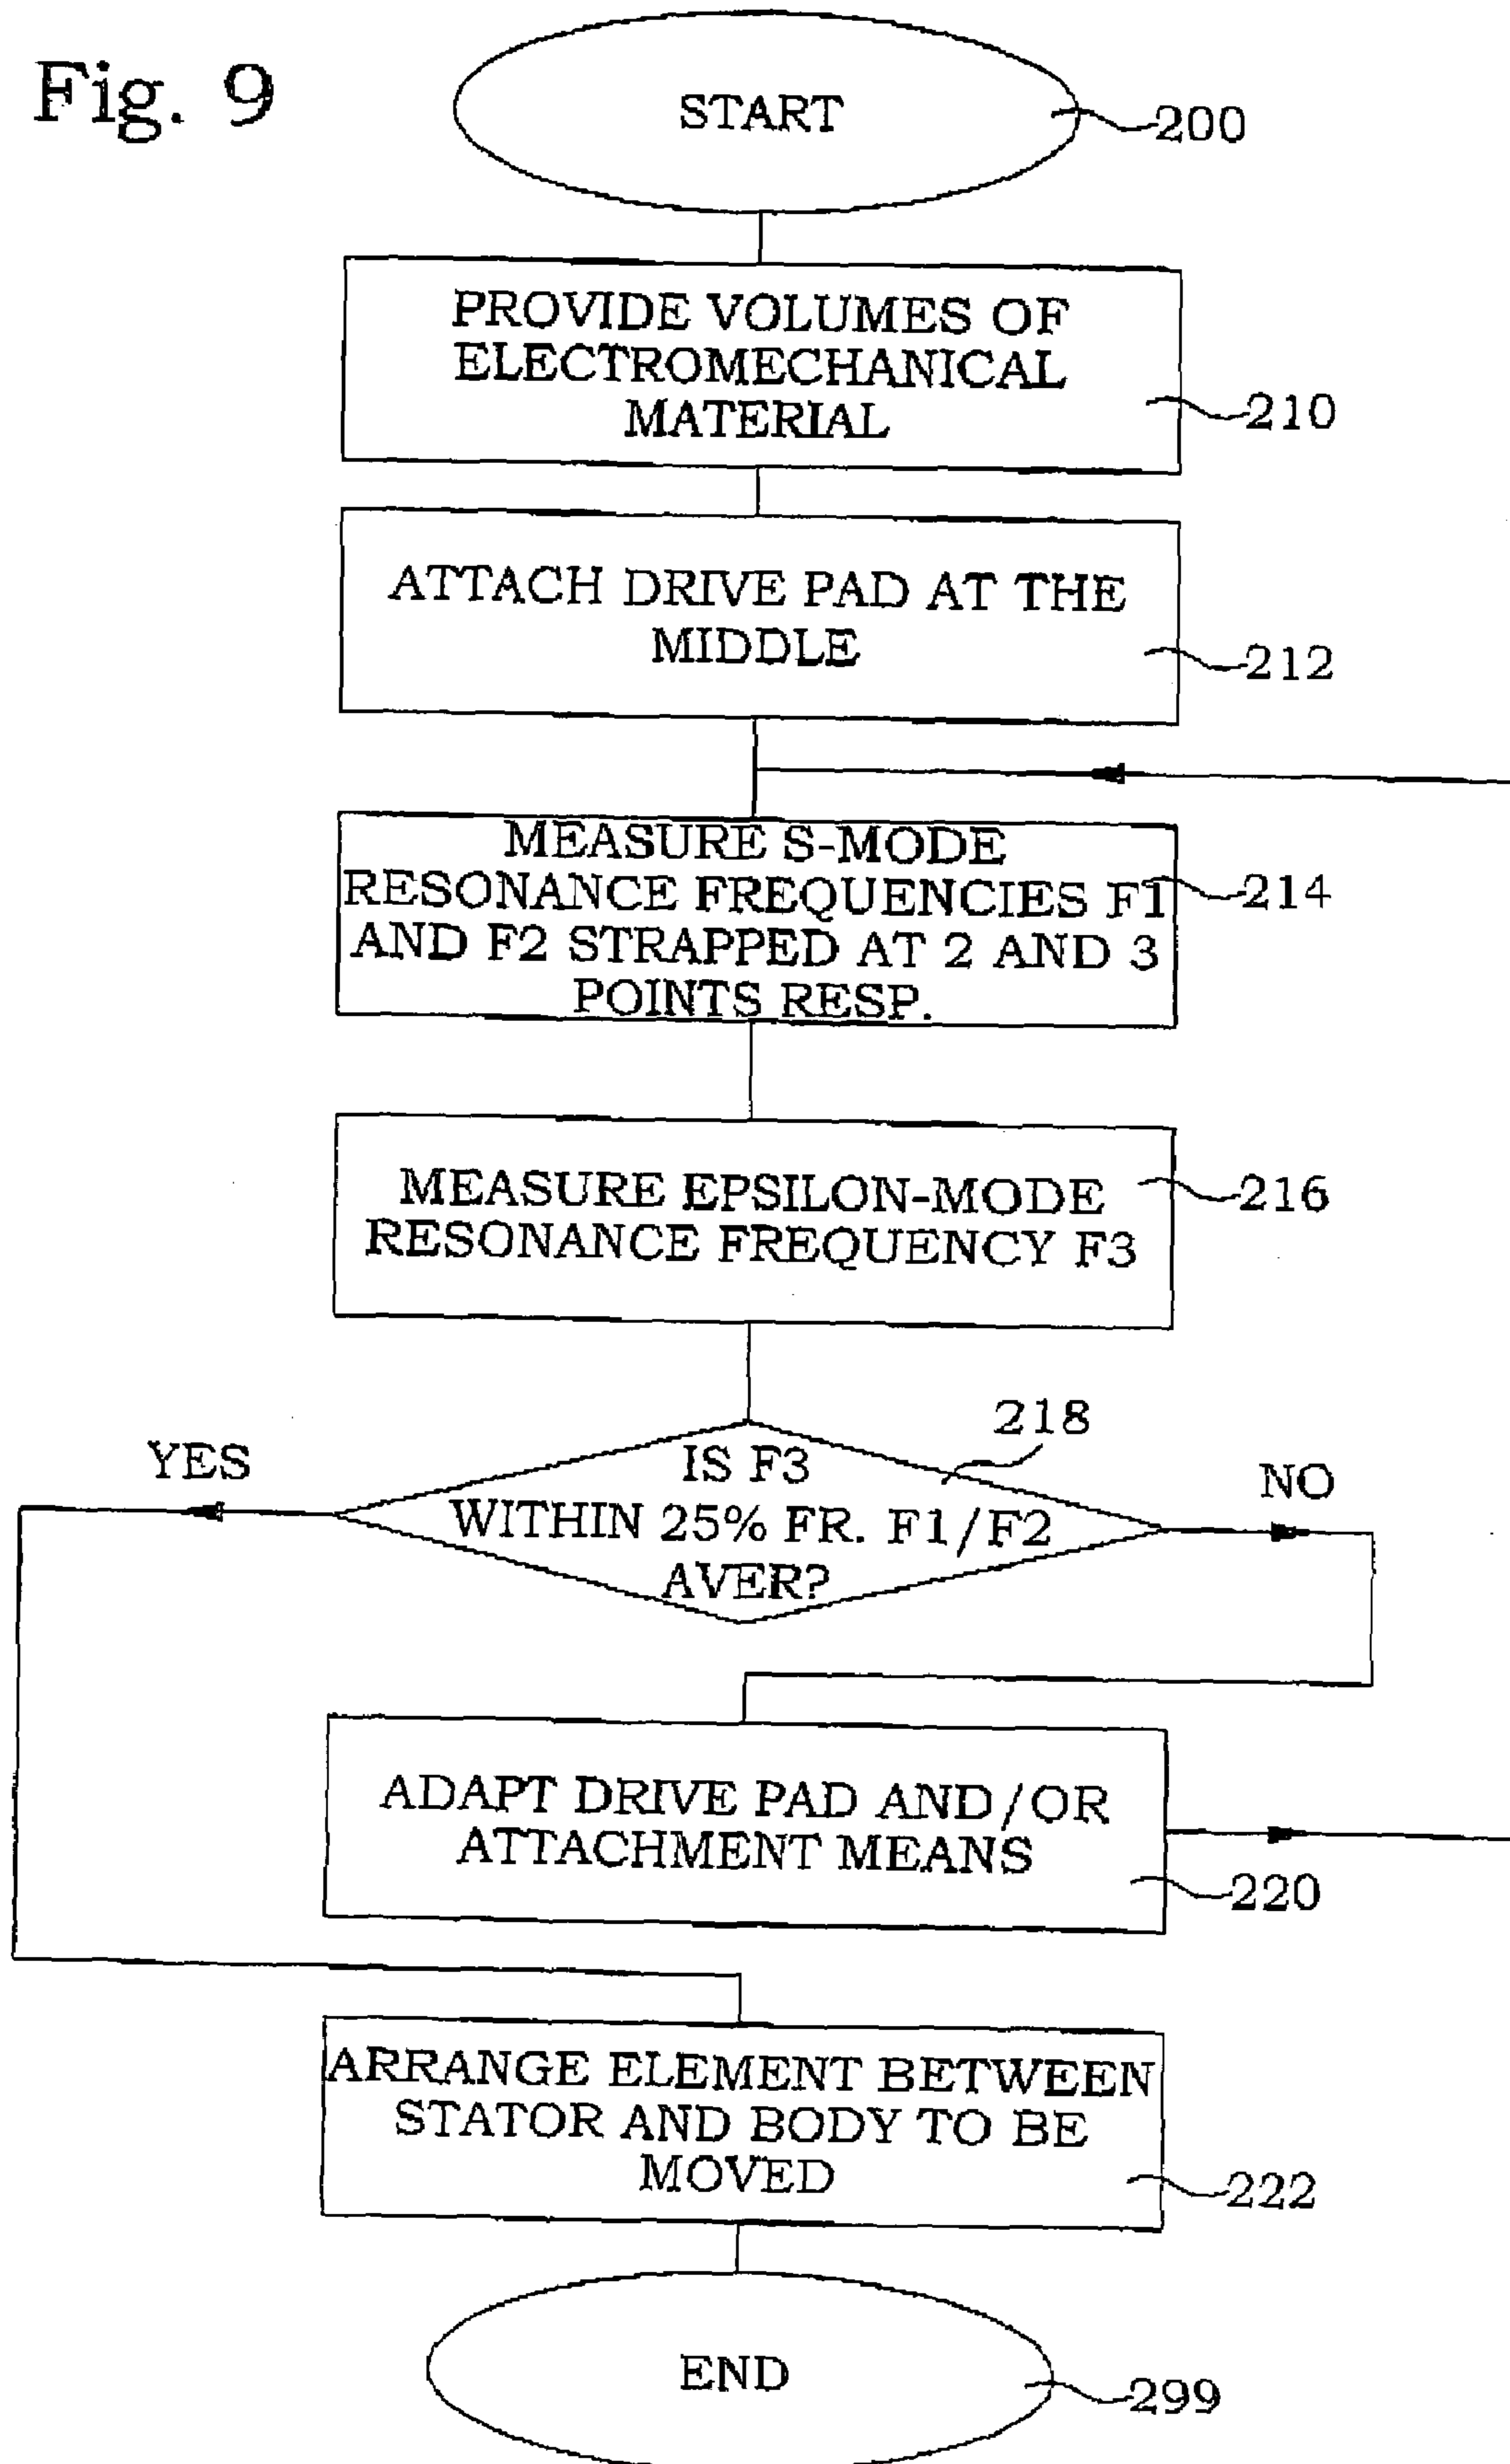 Fig. 9
START
200
PROVIDE VOLUMES OF
ELECTROMECHANICAL
MATERIAL
210
ATTACH DRIVE PAD AT THE
MIDDLE
212
MEASURE S-MODE
RESONANCE FREQUENCIES F1
AND F2 STRAPPED AT 2 AND 3
POINTS RESP.
214
MEASURE EPSILON-MODE
RESONANCE FREQUENCY F3
216
218
YES
IS F3
WITHIN 25% FR. F1/F2
AVER?
NO
ADAPT DRIVE PAD AND/OR
ATTACHMENT MEANS
220
ARRANGE ELEMENT BETWEEN
STATOR AND BODY TO BE
MOVED
222
END
299